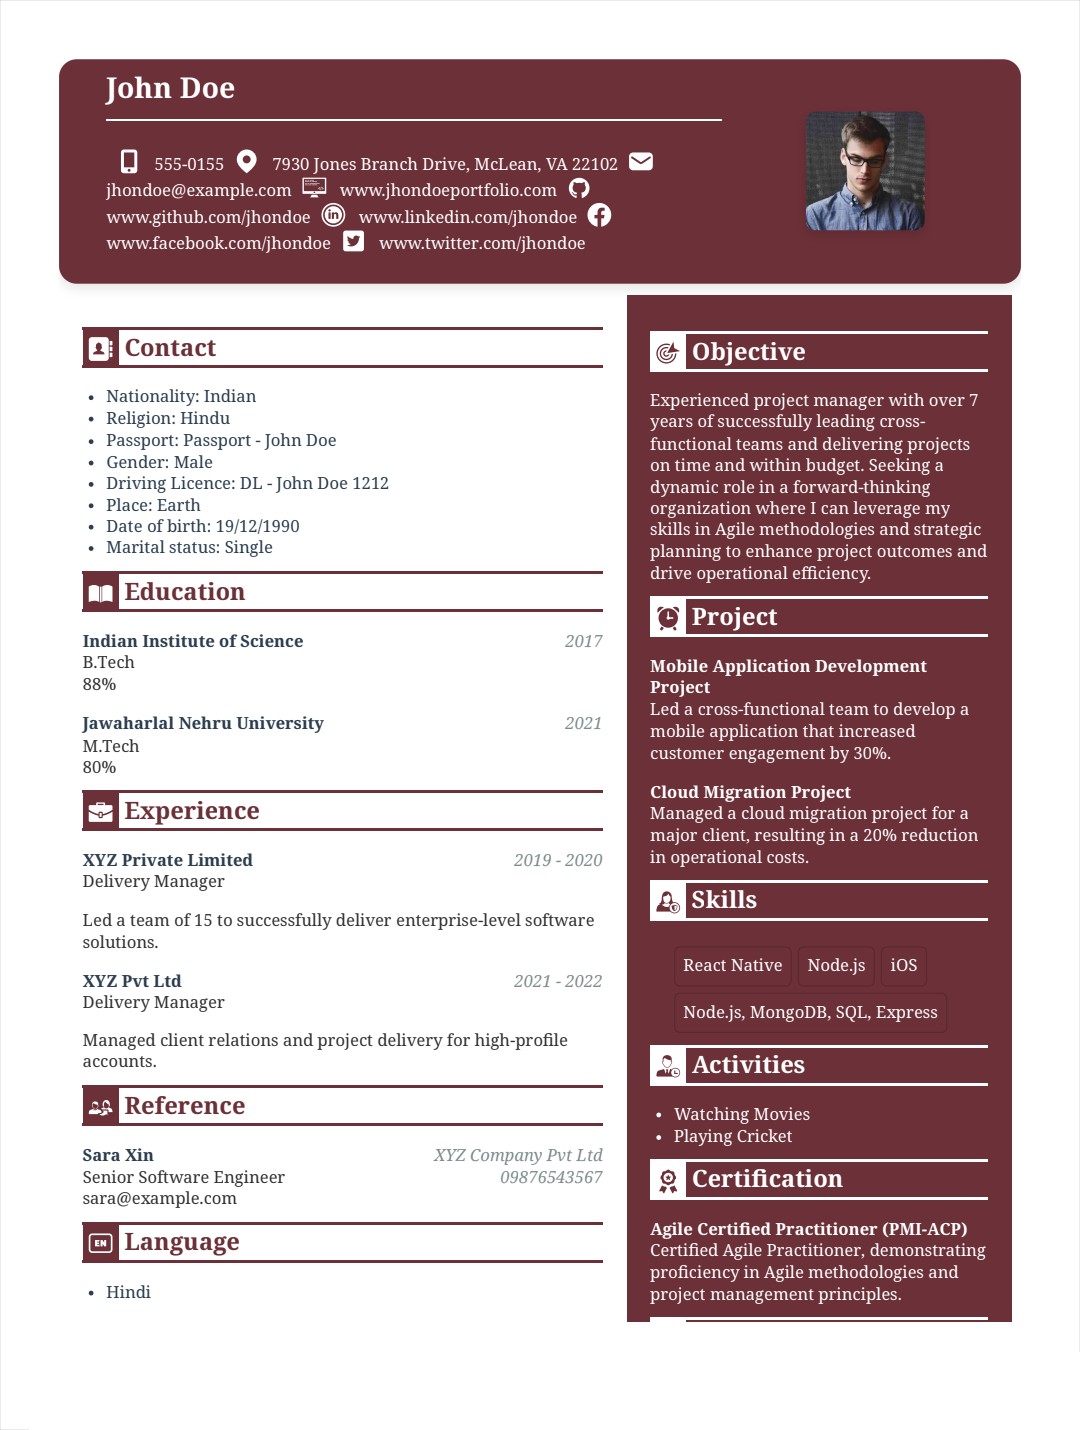 John Doe
555-0155 7930 Jones Branch Drive, McLean, VA 22102
jhondoe@example.com www.jhondoeportfolio.com
www.github.com/jhondoe in www.linkedin.com/jhondoe
www.facebook.com/jhondoe www.twitter.com/jhondoe
Contact
• Nationality: Indian
• Religion: Hindu
• Passport: Passport - John Doe
• Gender: Male
• Driving Licence: DL - John Doe 1212
• Place: Earth
• Date of birth: 19/12/1990
• Marital status: Single
Education
Indian Institute of Science 2017
B.Tech
88%
Jawaharlal Nehru University 2021
M.Tech
80%
Experience
XYZ Private Limited 2019 - 2020
Delivery Manager
Led a team of 15 to successfully deliver enterprise-level software
solutions.
XYZ Pvt Ltd 2021 - 2022
Delivery Manager
Managed client relations and project delivery for high-profile
accounts.
Reference
Sara Xin XYZ Company Pvt Ltd
Senior Software Engineer 09876543567
sara@example.com
EN Language
• Hindi
Objective
Experienced project manager with over 7
years of successfully leading cross-
functional teams and delivering projects
on time and within budget. Seeking a
dynamic role in a forward-thinking
organization where I can leverage my
skills in Agile methodologies and strategic
planning to enhance project outcomes and
drive operational efficiency.
Project
Mobile Application Development
Project
Led a cross-functional team to develop a
mobile application that increased
customer engagement by 30%.
Cloud Migration Project
Managed a cloud migration project for a
major client, resulting in a 20% reduction
in operational costs.
Skills
React Native Node.js iOS
Node.js, MongoDB, SQL, Express
Activities
• Watching Movies
• Playing Cricket
Certification
Agile Certified Practitioner (PMI-ACP)
Certified Agile Practitioner, demonstrating
proficiency in Agile methodologies and
project management principles.